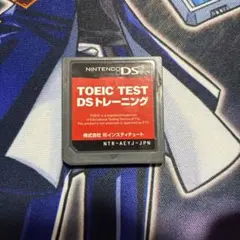 NINTENDO DS
TOEIC TEST
DSトレーニング
株式会社 IEインスティテュート
NTR-AEYJ-JPN